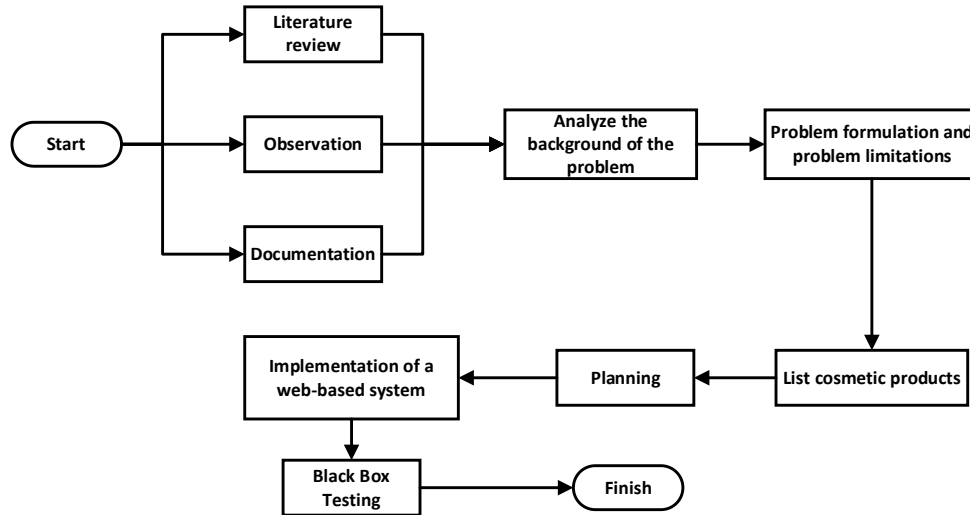 Literature
review
Start
Observation
Documentation
Analyze the
background of the
problem
Problem formulation and
problem limitations
List cosmetic products
Planning
Implementation of a
web-based system
Black Box
Testing
Finish